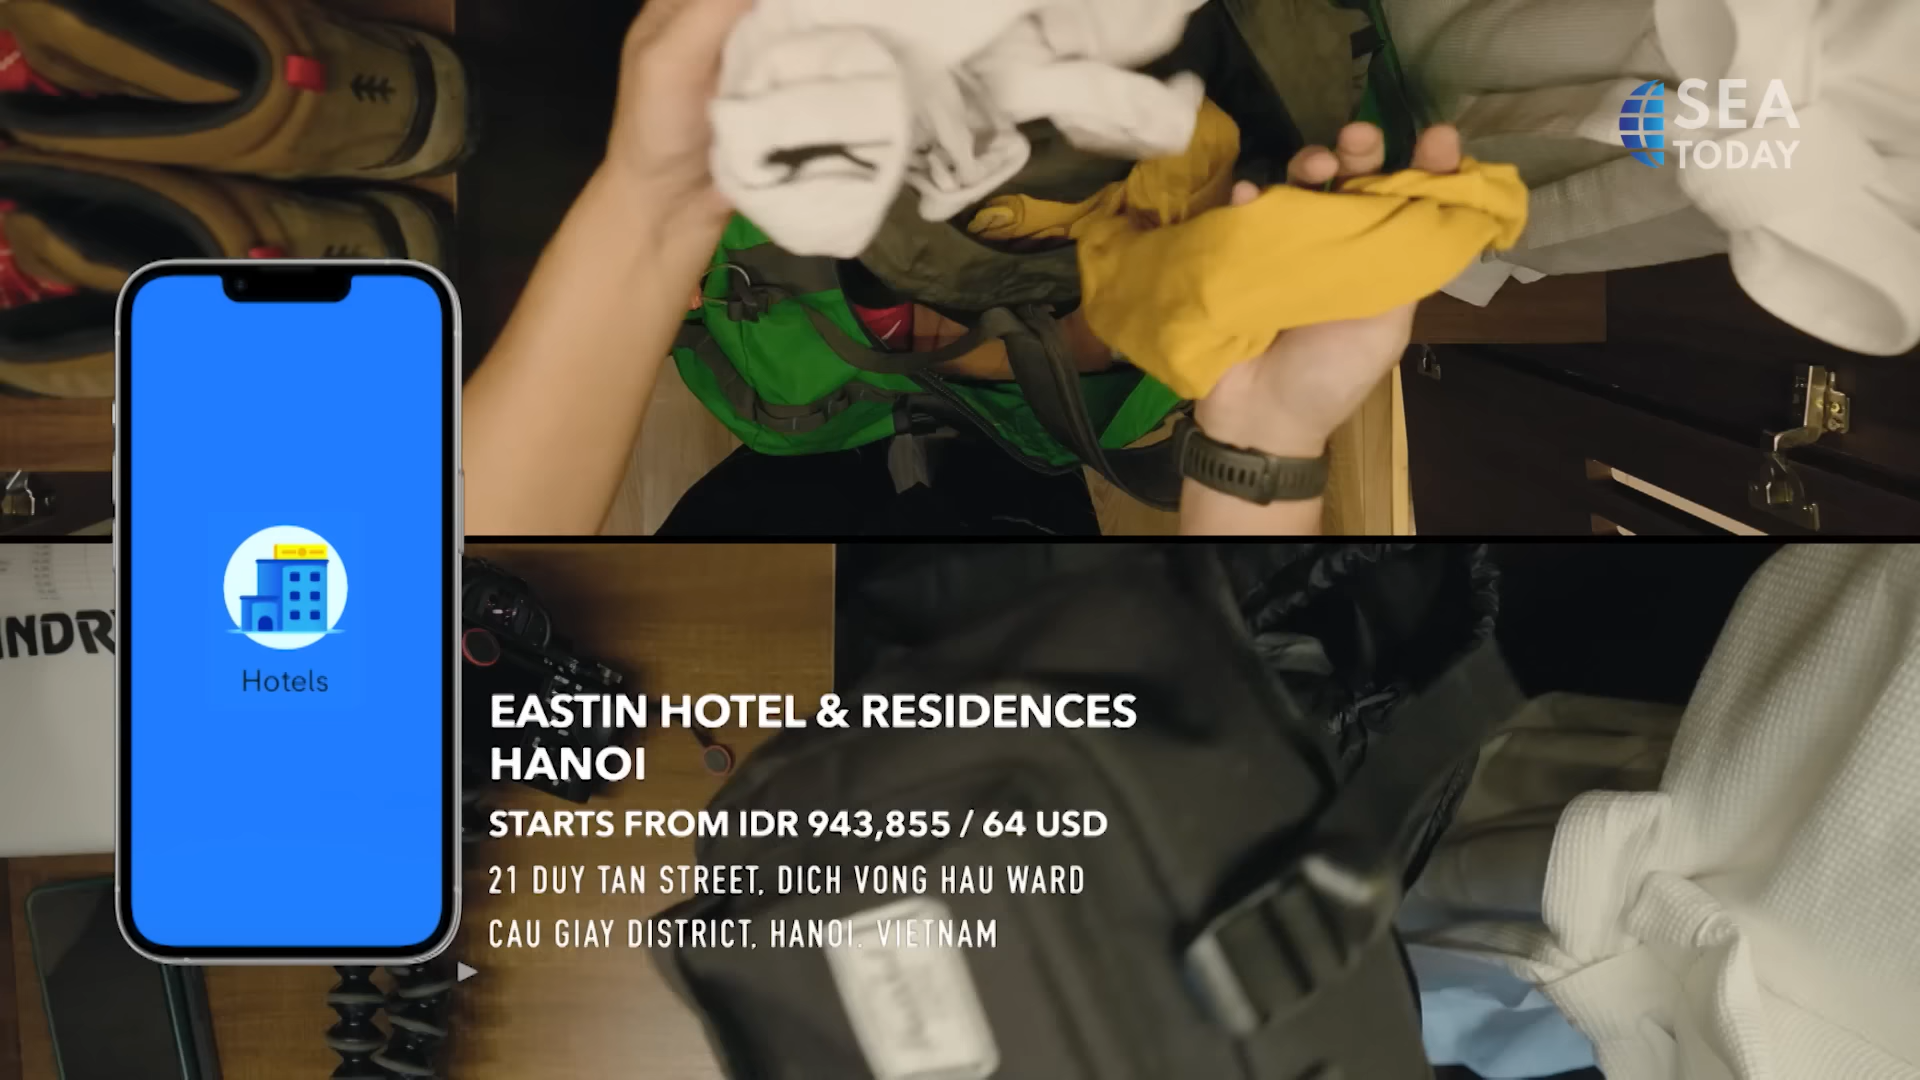 SEA
TODAY
NDR
Hotels
EASTIN HOTEL & RESIDENCES
HANOI
STARTS FROM IDR 943,855 / 64 USD
21 DUY TAN STREET, DICH VONG HAU WARD
CAU GIAY DISTRICT, HANOI, VIETNAM